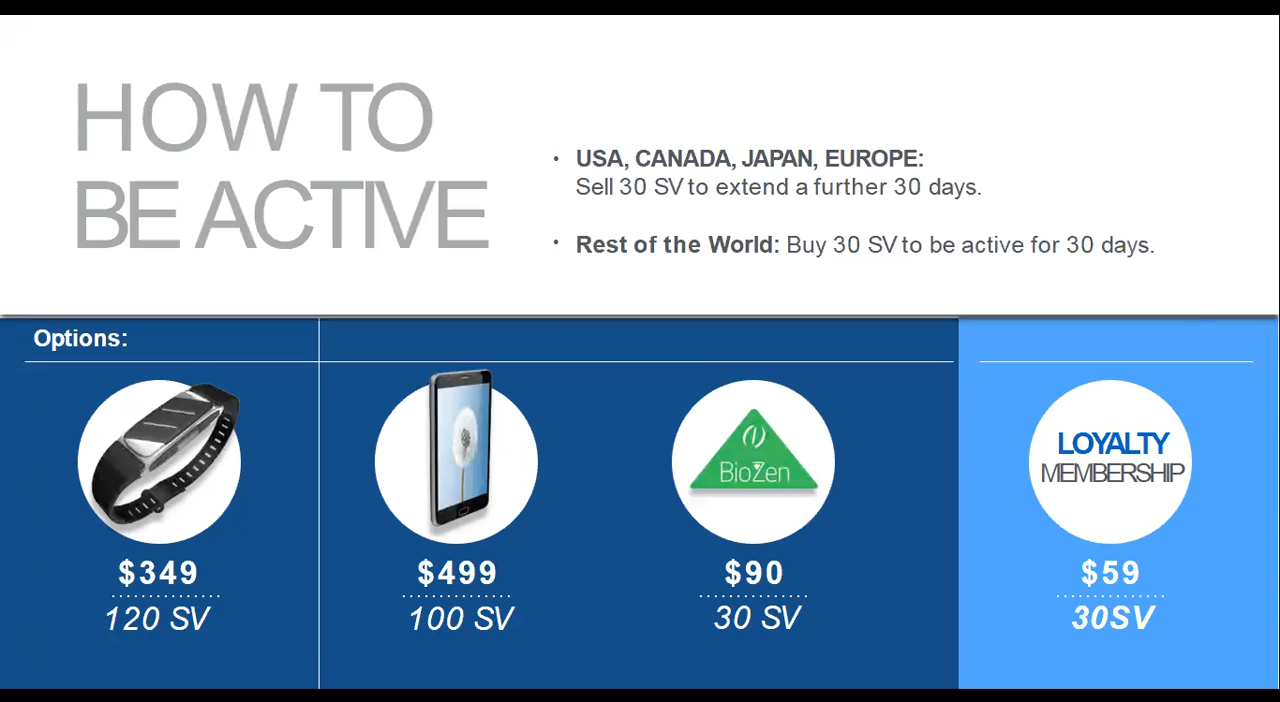 HOW TO
BE ACTIVE
• USA, CANADA, JAPAN, EUROPE:
Sell 30 SV to extend a further 30 days.
• Rest of the World: Buy 30 SV to be active for 30 days.
Options:
BioZen
LOYALTY
MEMBERSHIP
$349
120 SV
$499
100 SV
$90
30 SV
$59
30SV